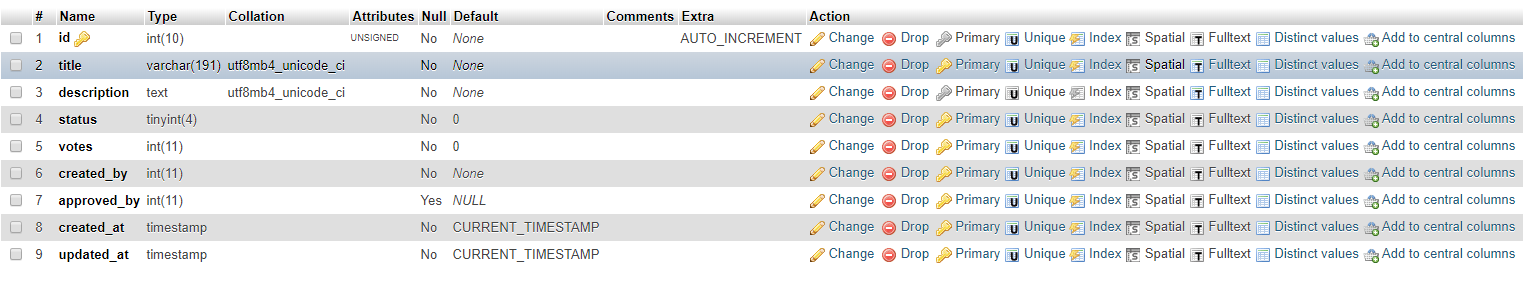 # Name Type Collation Attributes Null Default Comments Extra Action
1 id int(10) UNSIGNED No None AUTO_INCREMENT Change Drop Primary Unique Index Spatial Fulltext Distinct values Add to central columns
2 title varchar(191) utf8mb4_unicode_ci No None Change Drop Primary Unique Index Spatial Fulltext Distinct values Add to central columns
3 description text utf8mb4_unicode_ci No None Change Drop Primary Unique Index Spatial Fulltext Distinct values Add to central columns
4 status tinyint(4) No 0 Change Drop Primary Unique Index Spatial Fulltext Distinct values Add to central columns
5 votes int(11) No 0 Change Drop Primary Unique Index Spatial Fulltext Distinct values Add to central columns
6 created_by int(11) No None Change Drop Primary Unique Index Spatial Fulltext Distinct values Add to central columns
7 approved_by int(11) Yes NULL Change Drop Primary Unique Index Spatial Fulltext Distinct values Add to central columns
8 created_at timestamp No CURRENT_TIMESTAMP Change Drop Primary Unique Index Spatial Fulltext Distinct values Add to central columns
9 updated_at timestamp No CURRENT_TIMESTAMP Change Drop Primary Unique Index Spatial Fulltext Distinct values Add to central columns